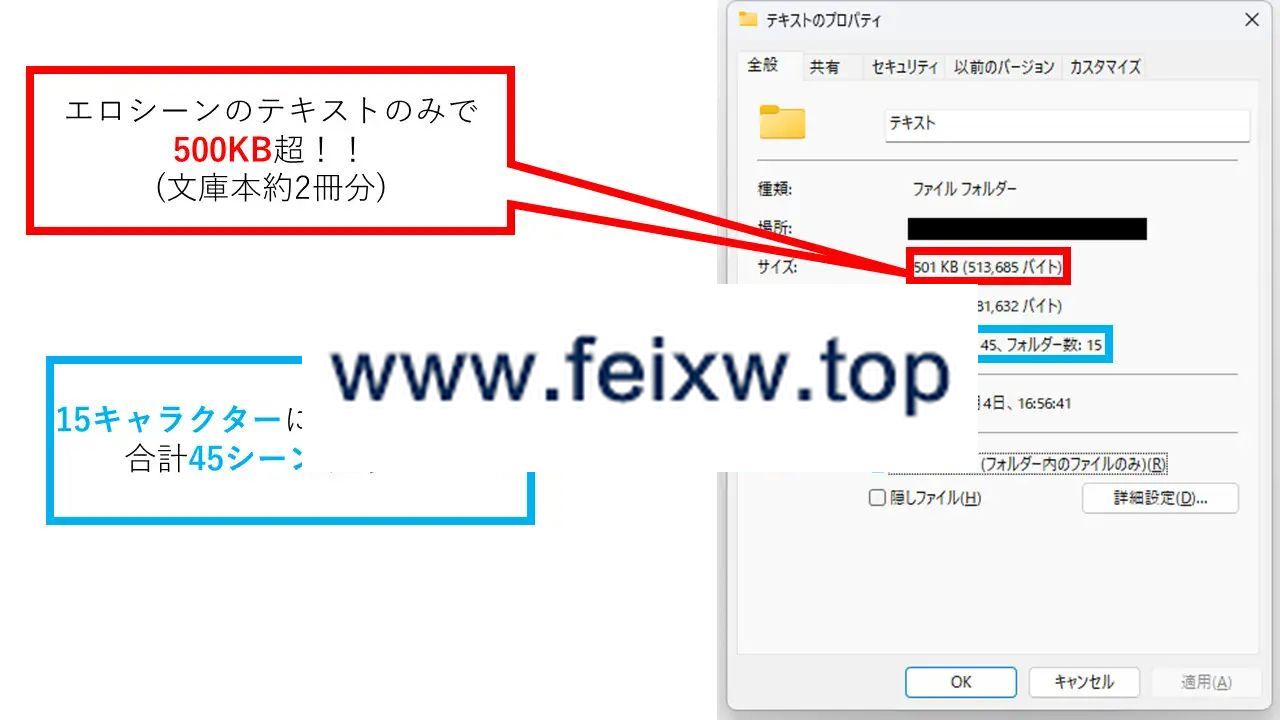 エロシーンのテキストのみで
500KB超！！
(文庫本約2冊分)
15キャラクターに
合計45シーン
www.feixw.top
テキストのプロパティ
全般 共有 セキュリティ 以前のバージョン カスタマイズ
テキスト
種類: ファイル フォルダー
場所:
サイズ: 501 KB (513,685 バイト)
31,632 バイト)
45、フォルダー数: 15
月4日、16:56:41
(フォルダー内のファイルのみ)(R)
隠しファイル(H) 詳細設定(D)...
OK キャンセル 適用(A)